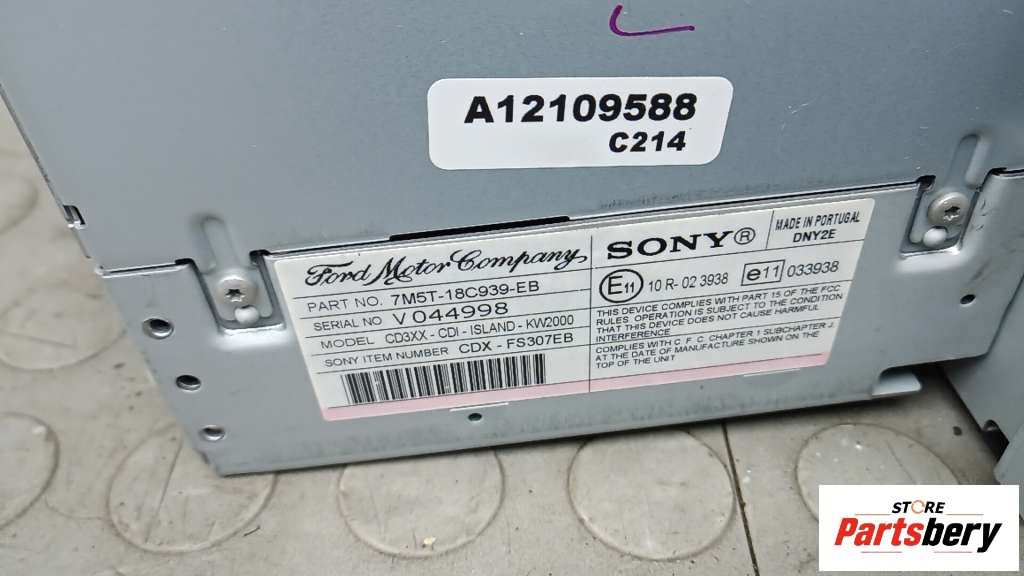 A12109588
C214
Ford Motor Company
PART NO. 7M5T-18C939-EB
SERIAL NO V 044998
MODEL CD3XX - CDI - ISLAND - KW2000
SONY ITEM NUMBER CDX - FS307EB
SONY®
MADE IN PORTUGAL
DNY2E
E11 10 R- 02 3938 e11 033938
THIS DEVICE COMPLIES WITH PART 15 OF THE FCC
RULES. OPERATION IS SUBJECT TO THE CONDITION
THAT THIS DEVICE DOES NOT CAUSE HARMFUL
INTERFERENCE
COMPLIES WITH C. F. C. CHAPTER 1 SUBCHAPTER J.
AT THE DATE OF MANUFACTURE SHOWN ON THE
TOP OF THE UNIT
STORE
Partsbery